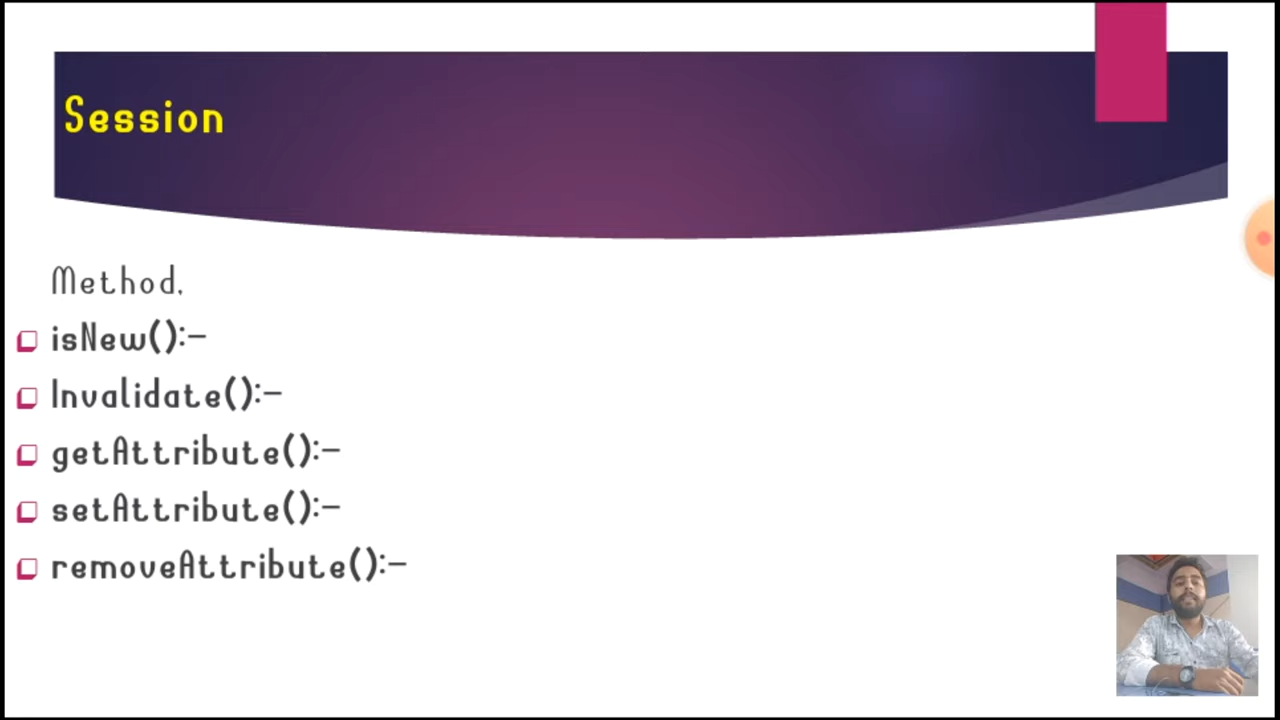 Session
Method.
isNew():-
Invalidate():-
getAttribute():-
setAttribute():-
removeAttribute():-